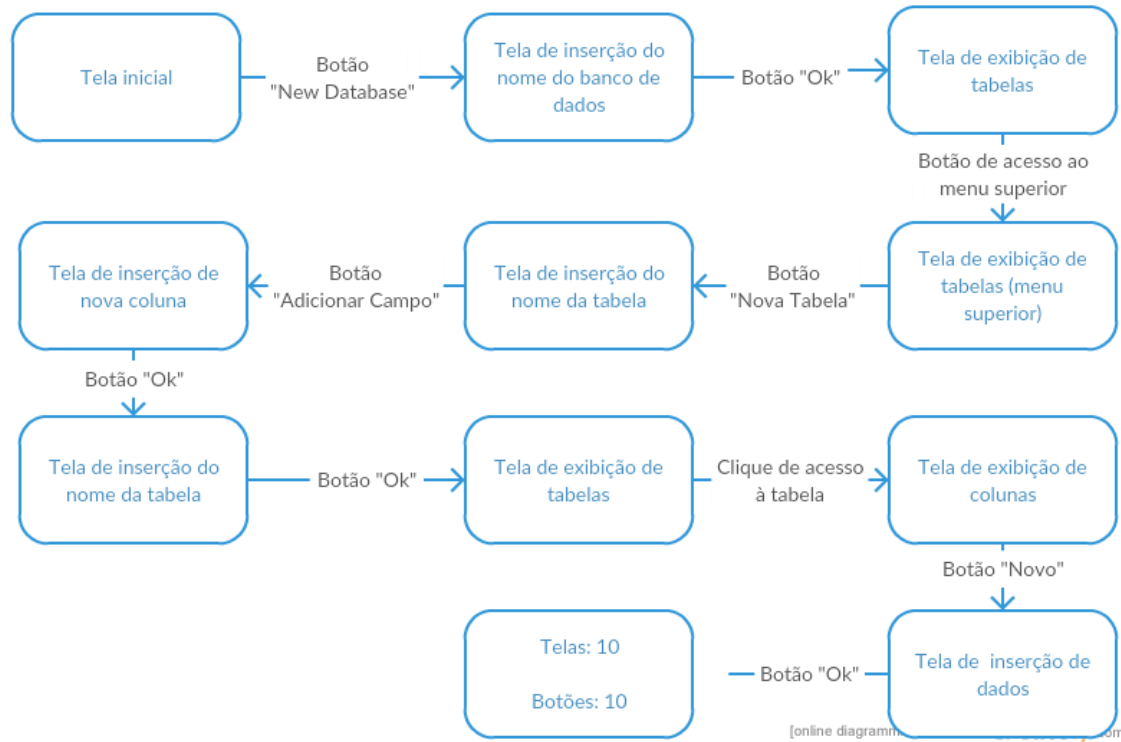 Tela inicial
Botão
"New Database"
Tela de inserção do
nome do banco de
dados
Botão "Ok"
Tela de exibição de
tabelas
Botão de acesso ao
menu superior
Tela de exibição de
tabelas (menu
superior)
Botão
"Nova Tabela"
Tela de inserção do
nome da tabela
Botão
"Adicionar Campo"
Tela de inserção de
nova coluna
Botão "Ok"
Tela de inserção do
nome da tabela
Botão "Ok"
Tela de exibição de
tabelas
Clique de acesso
à tabela
Tela de exibição de
colunas
Botão "Novo"
Tela de  inserção de
dados
Botão "Ok"
Telas: 10
Botões: 10
[online